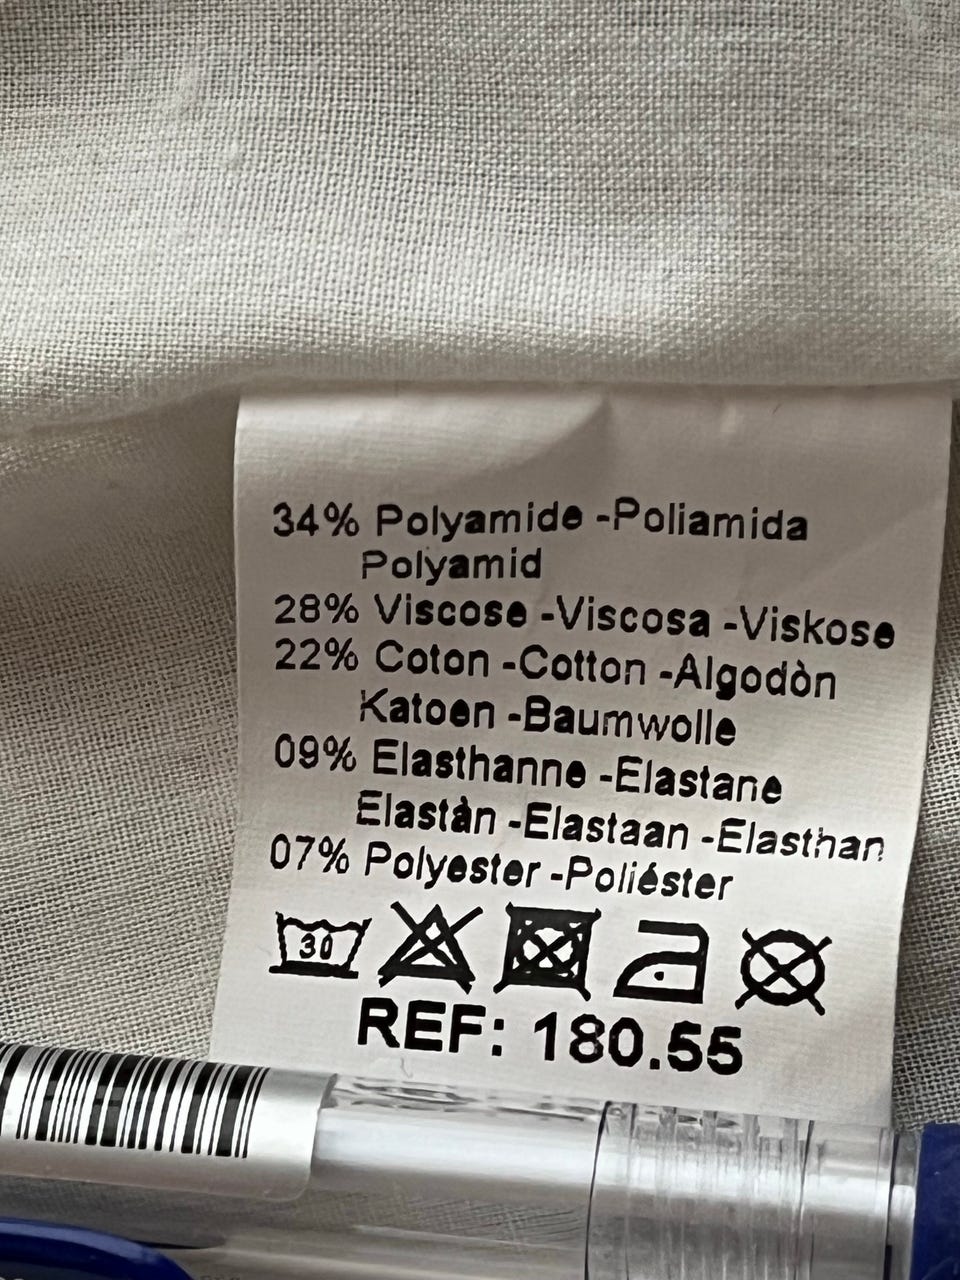 34% Polyamide -Poliamida
Polyamid
28% Viscose -Viscosa -Viskose
22% Coton -Cotton -Algodòn
Katoen -Baumwolle
09% Elasthanne -Elastane
Elastàn -Elastaan -Elasthan
07% Polyester -Poliéster
30
REF: 180.55